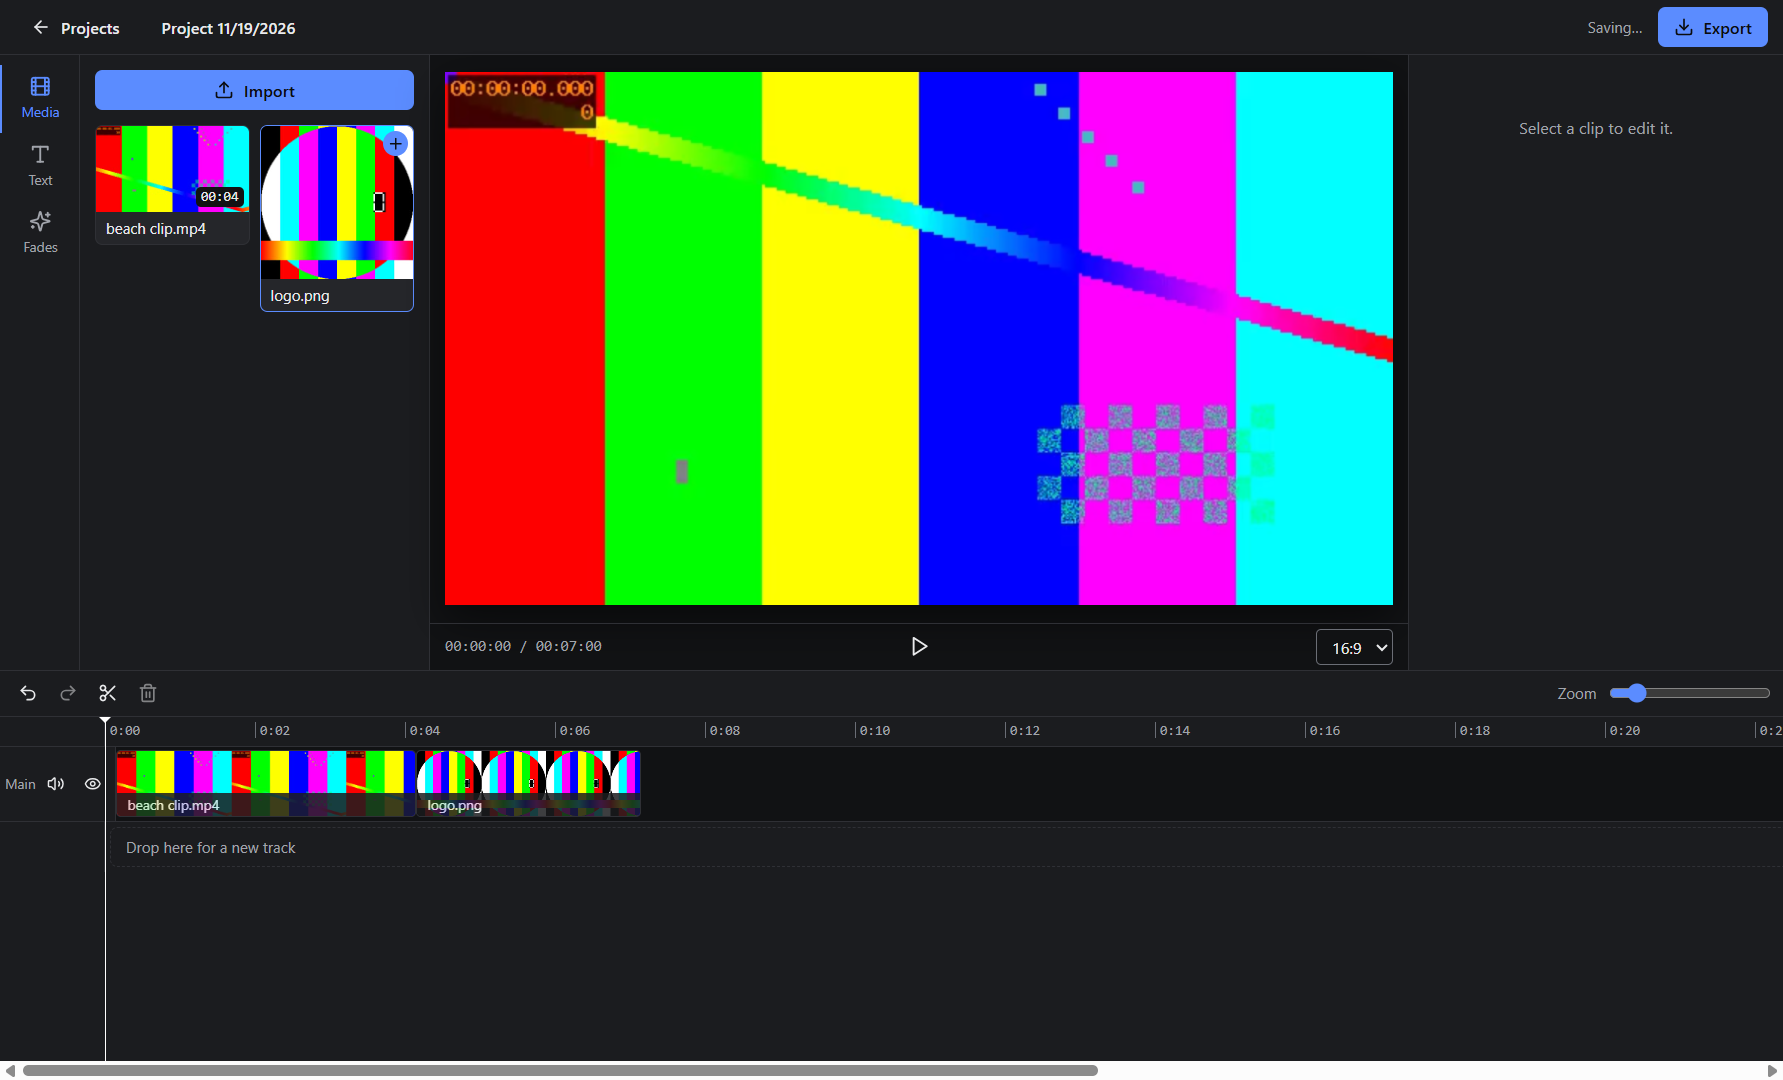 Projects
Project 11/19/2026
Saving...
Export
Media
Text
Fades
Import
00:04
beach clip.mp4
logo.png
00:00:00.000
0
Select a clip to edit it.
00:00:00 / 00:07:00
16:9
Zoom
0:00
0:02
0:04
0:06
0:08
0:10
0:12
0:14
0:16
0:18
0:20
0:2
Main
beach clip.mp4
logo.png
Drop here for a new track